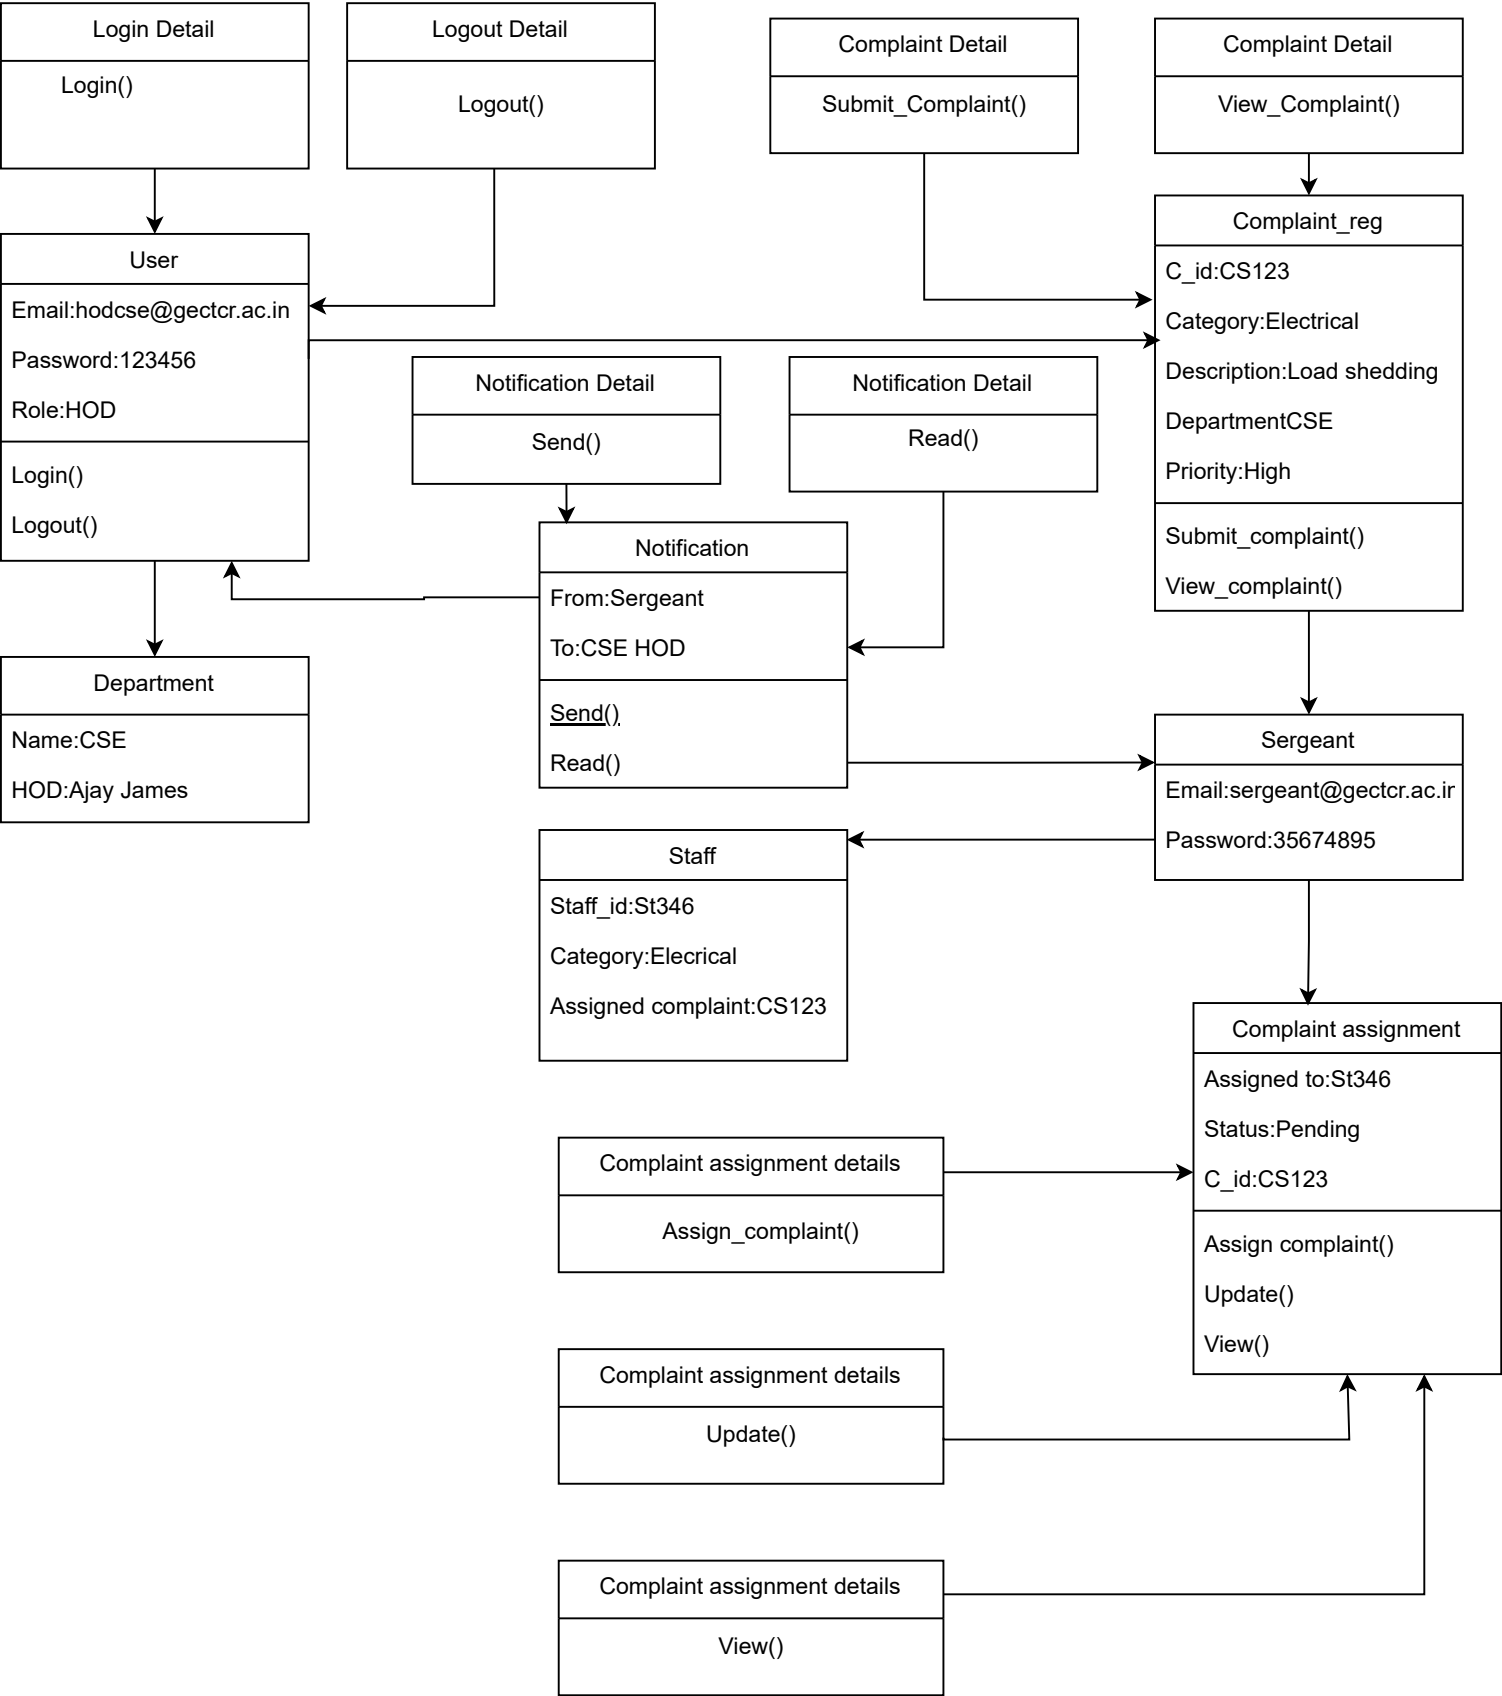 Login Detail
Login()
Logout Detail
Logout()
Complaint Detail
Submit_Complaint()
Complaint Detail
View_Complaint()
User
Email:hodcse@gectcr.ac.in
Password:123456
Role:HOD
Login()
Logout()
Complaint_reg
C_id:CS123
Category:Electrical
Description:Load shedding
DepartmentCSE
Priority:High
Submit_complaint()
View_complaint()
Notification Detail
Send()
Notification Detail
Read()
Notification
From:Sergeant
To:CSE HOD
Send()
Read()
Department
Name:CSE
HOD:Ajay James
Sergeant
Email:sergeant@gectcr.ac.ir
Password:35674895
Staff
Staff_id:St346
Category:Elecrical
Assigned complaint:CS123
Complaint assignment
Assigned to:St346
Status:Pending
C_id:CS123
Assign complaint()
Update()
View()
Complaint assignment details
Assign_complaint()
Complaint assignment details
Update()
Complaint assignment details
View()